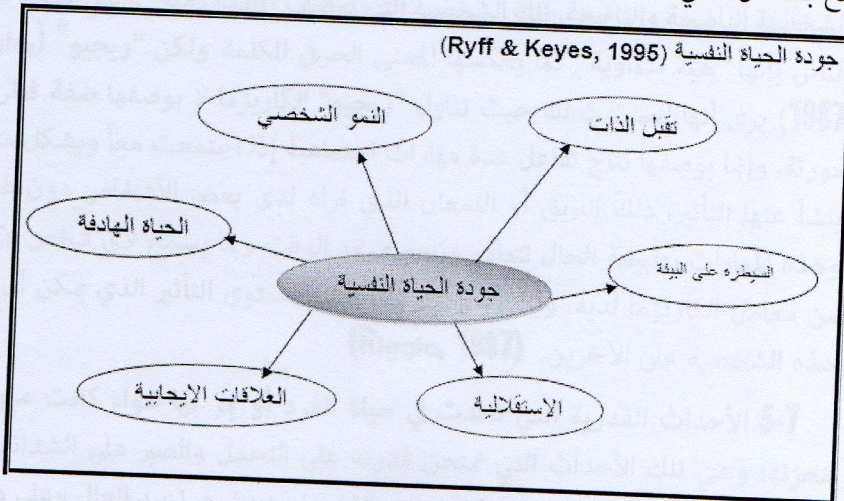 جودة الحياة النفسية (Ryff & Keyes, 1995)
تقبل الذات
النمو الشخصي
الحياة الهادفة
السيطرة على البيئة
جودة الحياة النفسية
العلاقات الايجابية
الاستقلالية